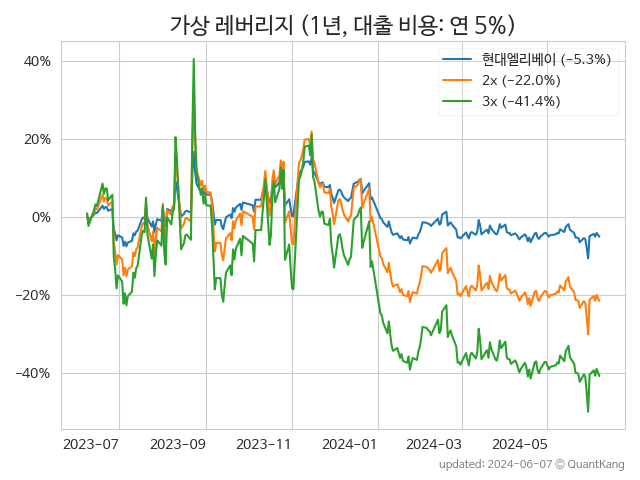 가상 레버리지 (1년, 대출 비용: 연 5%)
현대엘리베이 (−5.3%)
2x (−22.0%)
3x (−41.4%)
40%
20%
0%
−20%
−40%
2023-07 2023-09 2023-11 2024-01 2024-03 2024-05
updated: 2024-06-07 © QuantKang